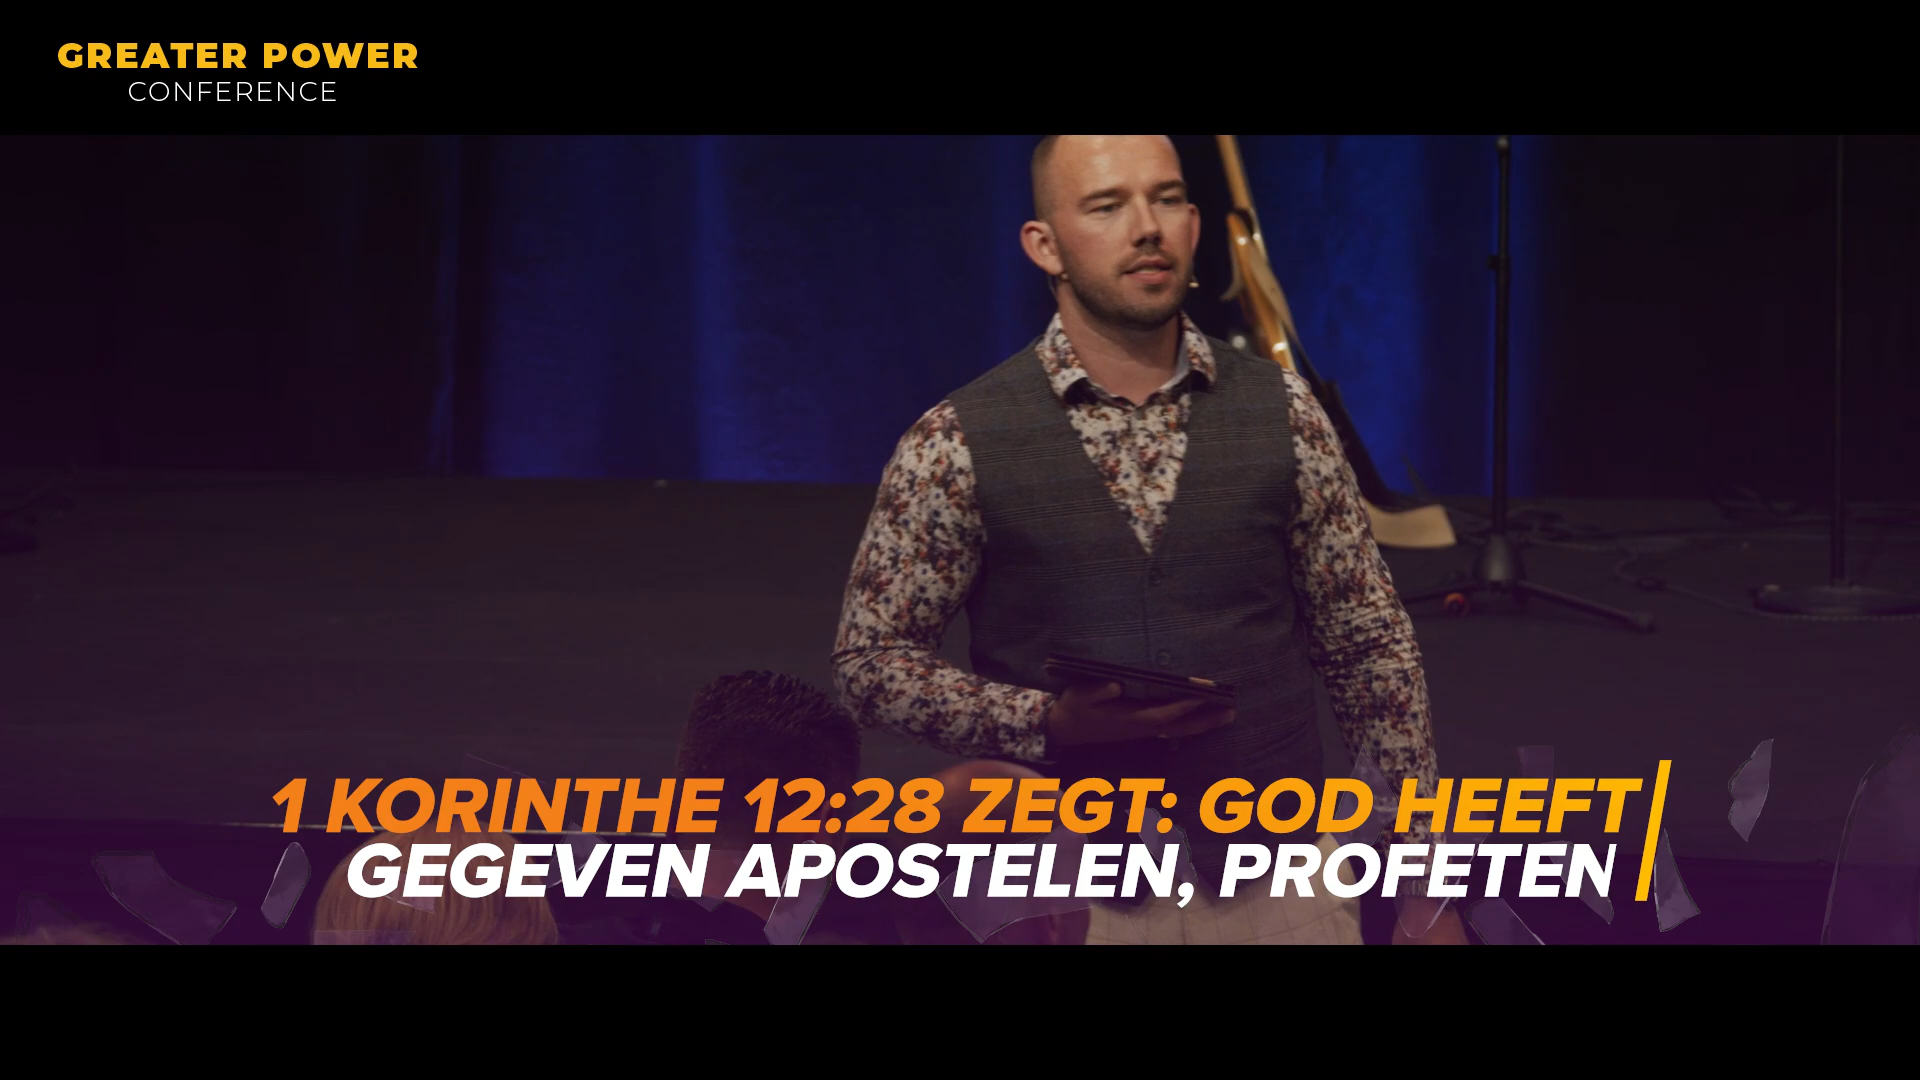 GREATER POWER
CONFERENCE
1 KORINTHE 12:28 ZEGT: GOD HEEFT
GEGEVEN APOSTELEN, PROFETEN